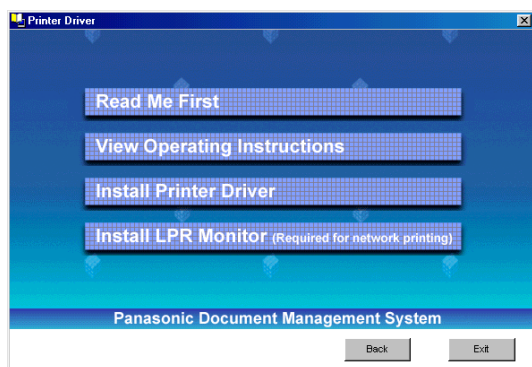 Printer Driver
Read Me First
View Operating Instructions
Install Printer Driver
Install LPR Monitor (Required for network printing)
Panasonic Document Management System
Back Exit